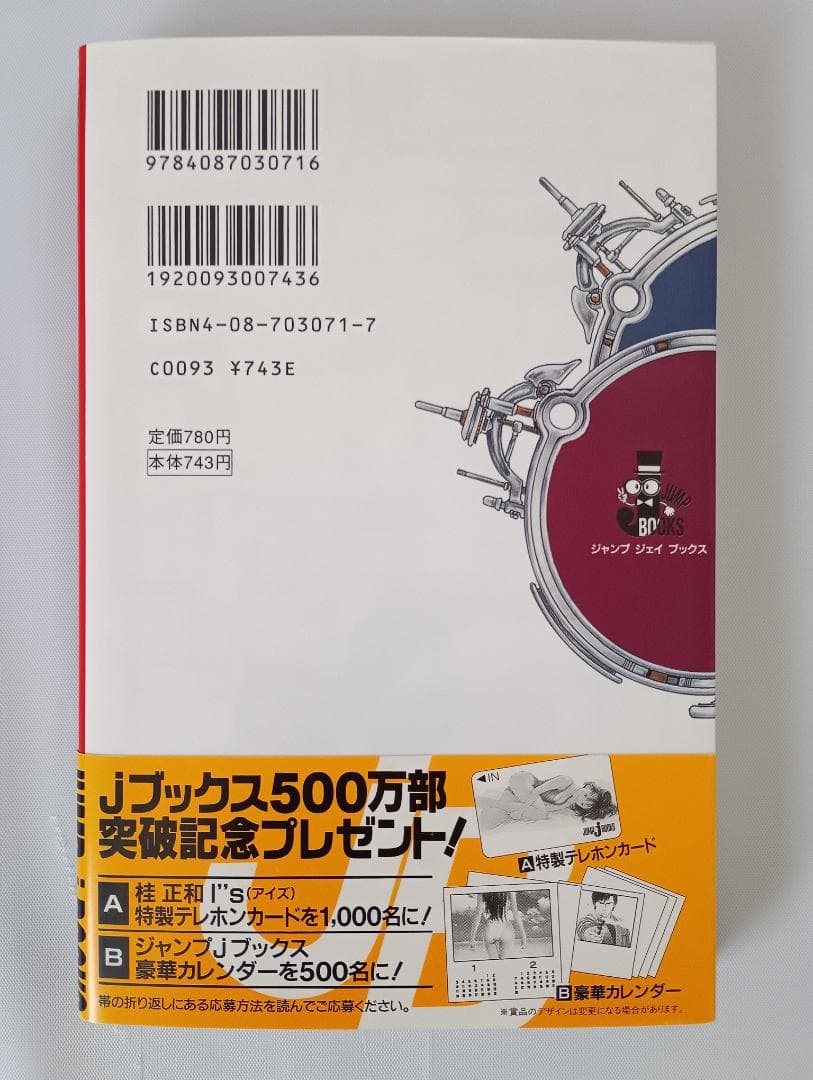 9784087030716
1920093007436
ISBN4-08-703071-7
C0093 ¥743E
定価780円
本体743円
JUMP
J BOOKS
ジャンプ ジェイ ブックス
jブックス500万部
突破記念プレゼント!
A 桂 正和 I"s(アイズ)
特製テレホンカードを1,000名に!
B ジャンプjブックス
豪華カレンダーを500名に!
帯の折り返しにある応募方法を読んでご応募ください。
◀IN
JUMP j BOOKS
A 特製テレホンカード
1 2
B 豪華カレンダー
※賞品のデザインは変更になる場合があります。